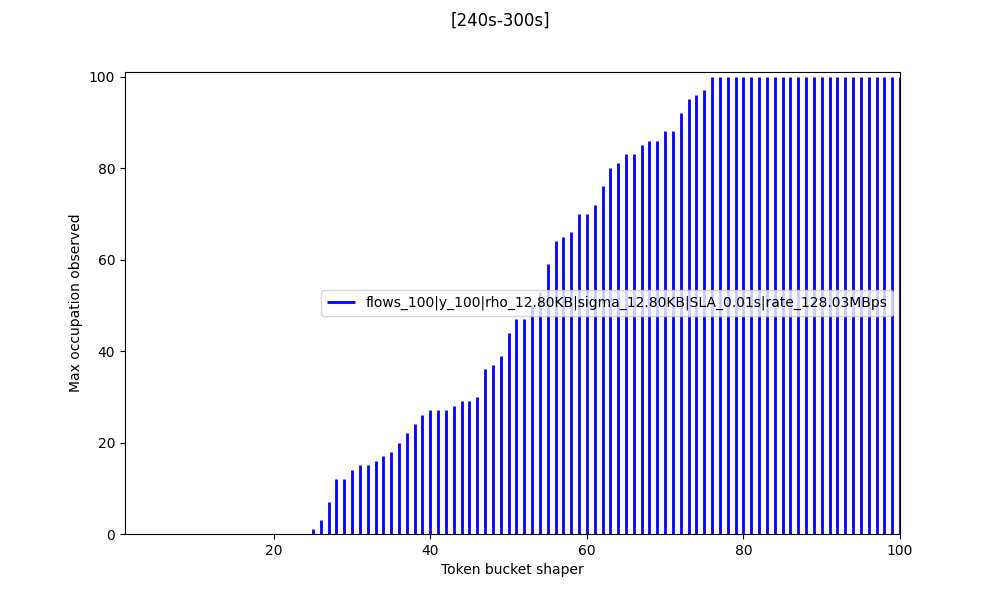 [240s-300s]
100
80
60
40
20
0
Max occupation observed
flows_100|y_100|rho_12.80KB|sigma_12.80KB|SLA_0.01s|rate_128.03MBps
20 40 60 80 100
Token bucket shaper